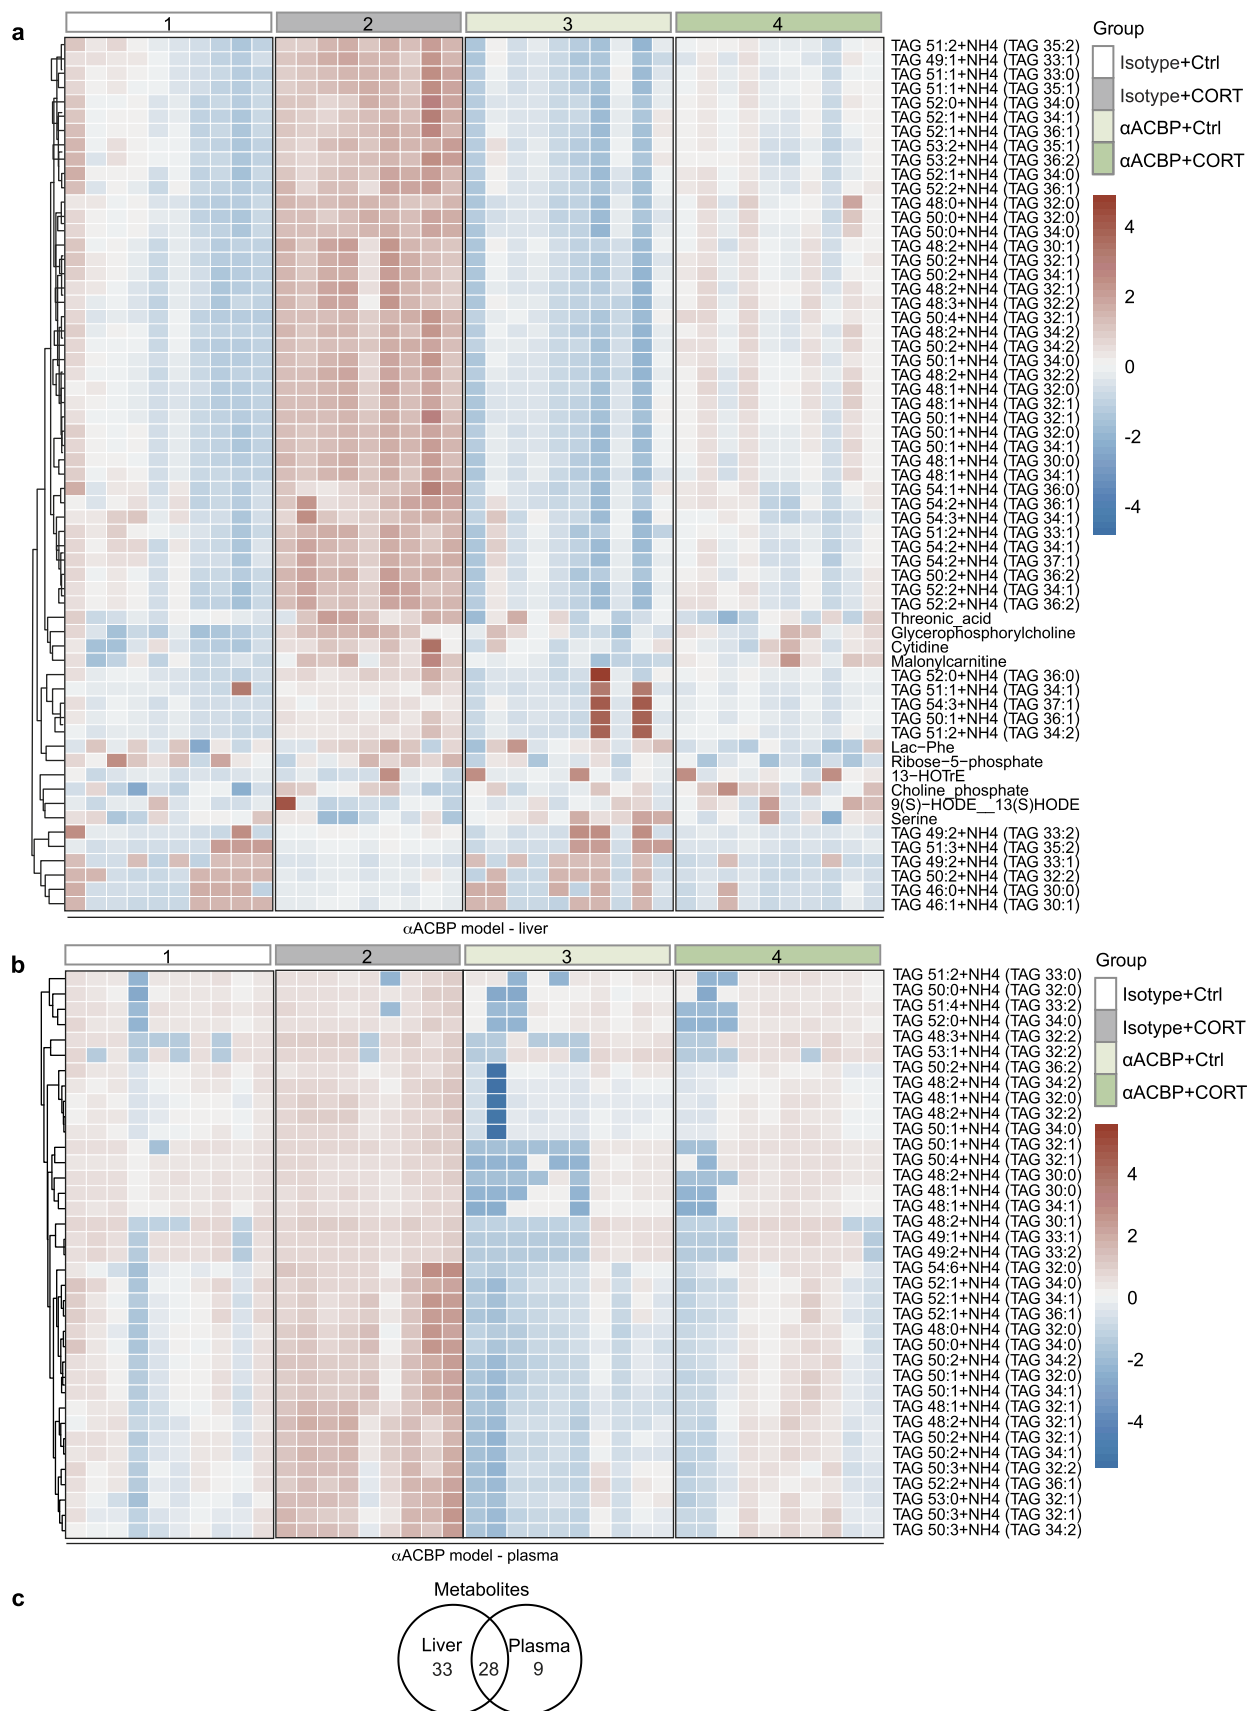 a
1 2 3 4
TAG 51:2+NH4 (TAG 35:2)
TAG 49:1+NH4 (TAG 33:1)
TAG 51:1+NH4 (TAG 33:0)
TAG 51:1+NH4 (TAG 35:1)
TAG 52:0+NH4 (TAG 34:0)
TAG 52:1+NH4 (TAG 34:1)
TAG 52:1+NH4 (TAG 36:1)
TAG 53:2+NH4 (TAG 35:1)
TAG 53:2+NH4 (TAG 36:2)
TAG 52:1+NH4 (TAG 34:0)
TAG 52:2+NH4 (TAG 36:1)
TAG 48:0+NH4 (TAG 32:0)
TAG 50:0+NH4 (TAG 32:0)
TAG 50:0+NH4 (TAG 34:0)
TAG 48:2+NH4 (TAG 30:1)
TAG 50:2+NH4 (TAG 32:1)
TAG 50:2+NH4 (TAG 34:1)
TAG 48:2+NH4 (TAG 32:1)
TAG 48:3+NH4 (TAG 32:2)
TAG 50:4+NH4 (TAG 32:1)
TAG 48:2+NH4 (TAG 34:2)
TAG 50:2+NH4 (TAG 34:2)
TAG 50:1+NH4 (TAG 34:0)
TAG 48:2+NH4 (TAG 32:2)
TAG 48:1+NH4 (TAG 32:0)
TAG 48:1+NH4 (TAG 32:1)
TAG 50:1+NH4 (TAG 32:1)
TAG 50:1+NH4 (TAG 32:0)
TAG 50:1+NH4 (TAG 34:1)
TAG 48:1+NH4 (TAG 30:0)
TAG 48:1+NH4 (TAG 34:1)
TAG 54:1+NH4 (TAG 36:0)
TAG 54:2+NH4 (TAG 36:1)
TAG 54:3+NH4 (TAG 34:1)
TAG 51:2+NH4 (TAG 33:1)
TAG 54:2+NH4 (TAG 34:1)
TAG 54:2+NH4 (TAG 37:1)
TAG 50:2+NH4 (TAG 36:2)
TAG 52:2+NH4 (TAG 34:1)
TAG 52:2+NH4 (TAG 36:2)
Threonic_acid
Glycerophosphorylcholine
Cytidine
Malonylcarnitine
TAG 52:0+NH4 (TAG 36:0)
TAG 51:1+NH4 (TAG 34:1)
TAG 54:3+NH4 (TAG 37:1)
TAG 50:1+NH4 (TAG 36:1)
TAG 51:2+NH4 (TAG 34:2)
Lac−Phe
Ribose−5−phosphate
13−HOTrE
Choline_phosphate
9(S)−HODE__13(S)HODE
Serine
TAG 49:2+NH4 (TAG 33:2)
TAG 51:3+NH4 (TAG 35:2)
TAG 49:2+NH4 (TAG 33:1)
TAG 50:2+NH4 (TAG 32:2)
TAG 46:0+NH4 (TAG 30:0)
TAG 46:1+NH4 (TAG 30:1)
Group
Isotype+Ctrl
Isotype+CORT
αACBP+Ctrl
αACBP+CORT
4
2
0
-2
-4
αACBP model - liver
b
1 2 3 4
TAG 51:2+NH4 (TAG 33:0)
TAG 50:0+NH4 (TAG 32:0)
TAG 51:4+NH4 (TAG 33:2)
TAG 52:0+NH4 (TAG 34:0)
TAG 48:3+NH4 (TAG 32:2)
TAG 53:1+NH4 (TAG 32:2)
TAG 50:2+NH4 (TAG 36:2)
TAG 48:2+NH4 (TAG 34:2)
TAG 48:1+NH4 (TAG 32:0)
TAG 48:2+NH4 (TAG 32:2)
TAG 50:1+NH4 (TAG 34:0)
TAG 50:1+NH4 (TAG 32:1)
TAG 50:4+NH4 (TAG 32:1)
TAG 48:2+NH4 (TAG 30:0)
TAG 48:1+NH4 (TAG 30:0)
TAG 48:1+NH4 (TAG 34:1)
TAG 48:2+NH4 (TAG 30:1)
TAG 49:1+NH4 (TAG 33:1)
TAG 49:2+NH4 (TAG 33:2)
TAG 54:6+NH4 (TAG 32:0)
TAG 52:1+NH4 (TAG 34:0)
TAG 52:1+NH4 (TAG 34:1)
TAG 52:1+NH4 (TAG 36:1)
TAG 48:0+NH4 (TAG 32:0)
TAG 50:0+NH4 (TAG 34:0)
TAG 50:2+NH4 (TAG 34:2)
TAG 50:1+NH4 (TAG 32:0)
TAG 50:1+NH4 (TAG 34:1)
TAG 48:1+NH4 (TAG 32:1)
TAG 48:2+NH4 (TAG 32:1)
TAG 50:2+NH4 (TAG 32:1)
TAG 50:2+NH4 (TAG 34:1)
TAG 50:3+NH4 (TAG 32:2)
TAG 52:2+NH4 (TAG 36:1)
TAG 53:0+NH4 (TAG 32:1)
TAG 50:3+NH4 (TAG 32:1)
TAG 50:3+NH4 (TAG 34:2)
Group
Isotype+Ctrl
Isotype+CORT
αACBP+Ctrl
αACBP+CORT
4
2
0
-2
-4
αACBP model - plasma
c
Metabolites
Liver Plasma
33 28 9